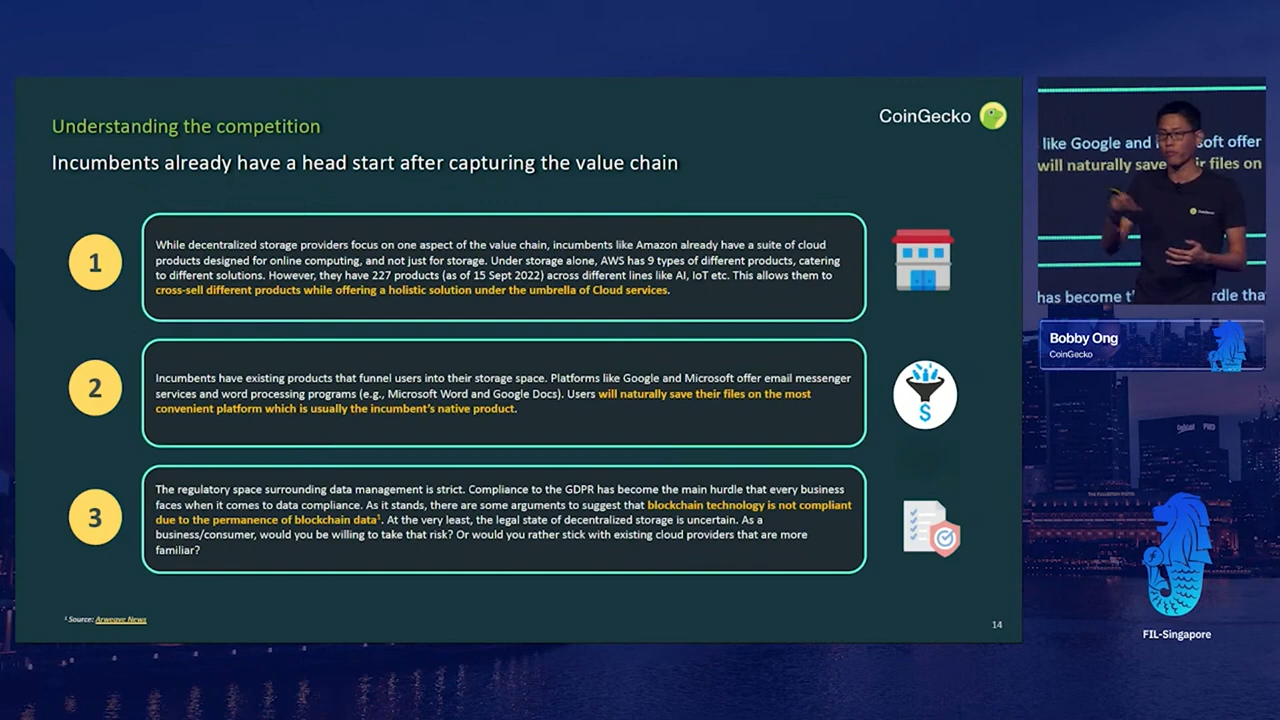 Understanding the competition
CoinGecko
Incumbents already have a head start after capturing the value chain
1
While decentralized storage providers focus on one aspect of the value chain, incumbents like Amazon already have a suite of cloud
products designed for online computing, and not just for storage. Under storage alone, AWS has 9 types of different products, catering
to different solutions. However, they have 227 products (as of 15 Sept 2022) across different lines like AI, IoT etc. This allows them to
cross-sell different products while offering a holistic solution under the umbrella of Cloud services.
2
Incumbents have existing products that funnel users into their storage space. Platforms like Google and Microsoft offer email messenger
services and word processing programs (e.g., Microsoft Word and Google Docs). Users will naturally save their files on the most
convenient platform which is usually the incumbent's native product.
$
3
The regulatory space surrounding data management is strict. Compliance to the GDPR has become the main hurdle that every business
faces when it comes to data compliance. As it stands, there are some arguments to suggest that blockchain technology is not compliant
due to the permanence of blockchain data¹. At the very least, the legal state of decentralized storage is uncertain. As a
business/consumer, would you be willing to take that risk? Or would you rather stick with existing cloud providers that are more
familiar?
¹ Source: Arweave News
14
like Google and soft offer
will naturally save ir files on
CoinGecko
has become t rdle tha
Bobby Ong
CoinGecko
FIL-Singapore